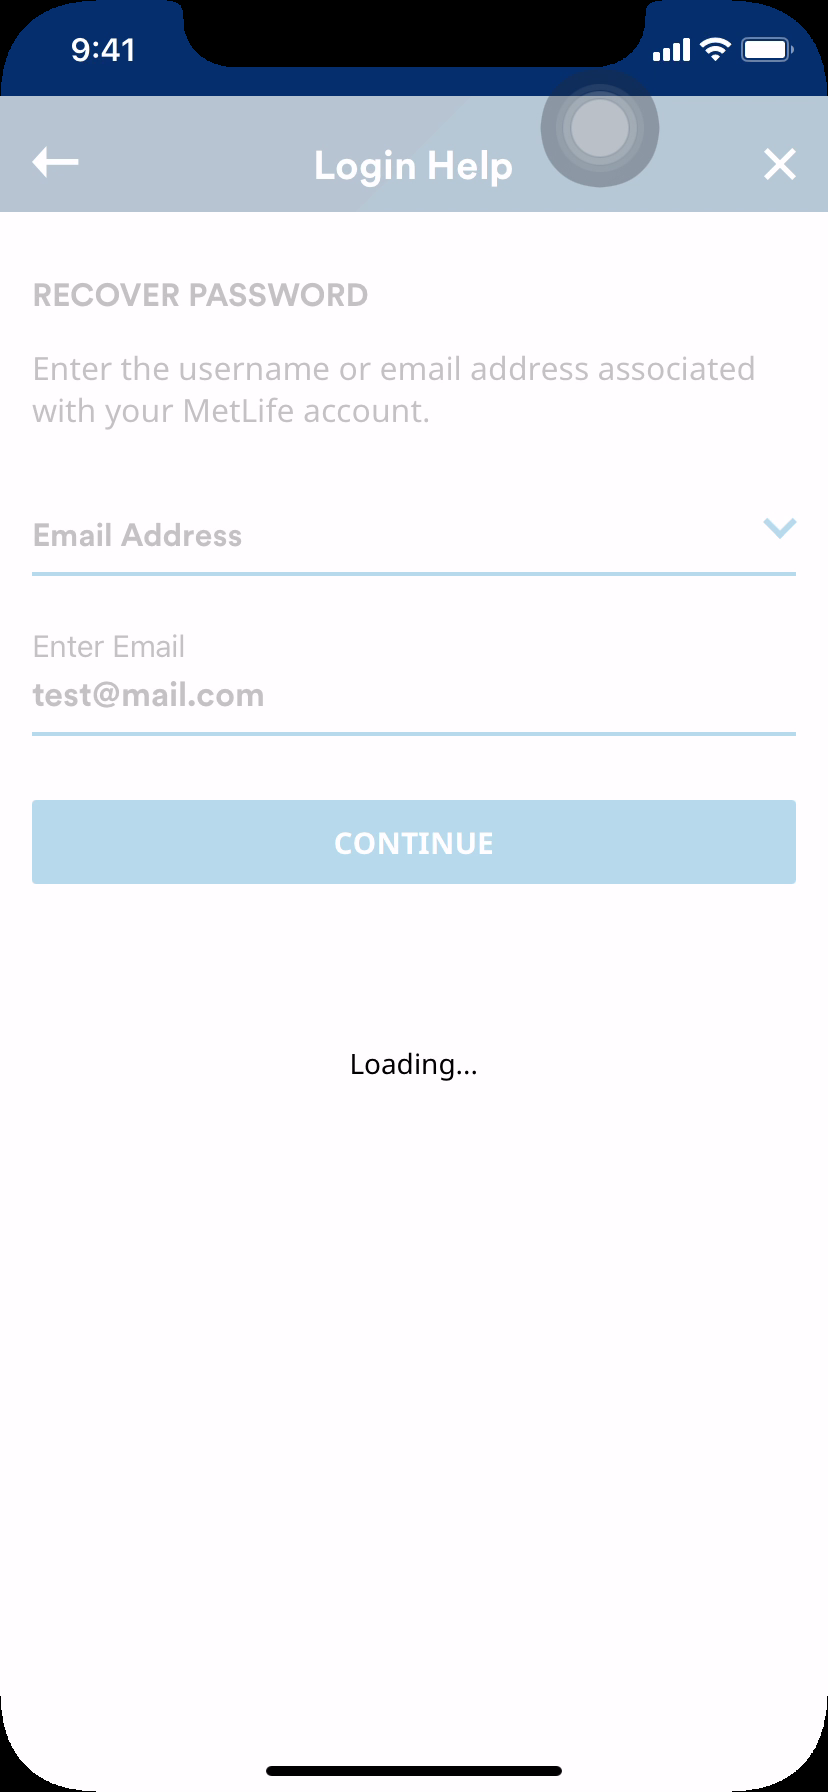 9:41
Login Help
RECOVER PASSWORD
Enter the username or email address associated
with your MetLife account.
Email Address
Enter Email
test@mail.com
CONTINUE
Loading...